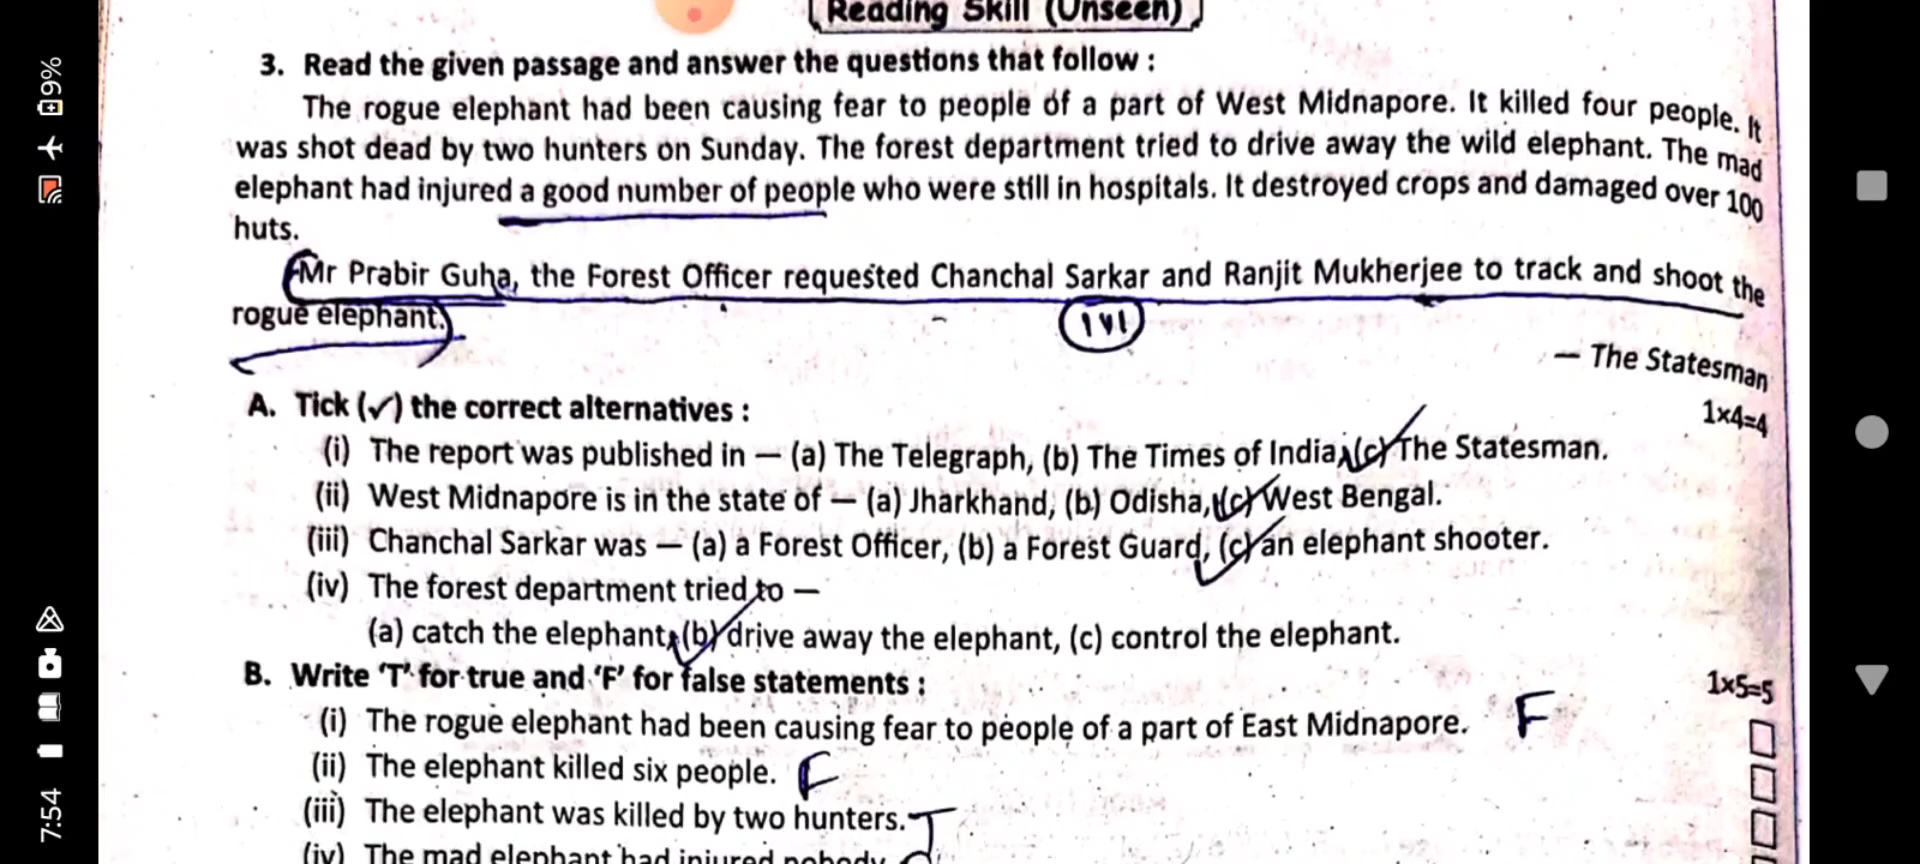 Reading Skill (Unseen)
3. Read the given passage and answer the questions that follow :
The rogue elephant had been causing fear to people of a part of West Midnapore. It killed four people. It
was shot dead by two hunters on Sunday. The forest department tried to drive away the wild elephant. The mad
elephant had injured a good number of people who were still in hospitals. It destroyed crops and damaged over 100
huts.
Mr Prabir Guha, the Forest Officer requested Chanchal Sarkar and Ranjit Mukherjee to track and shoot the
rogue elephant.
— The Statesman
A. Tick (✓) the correct alternatives : 1×4=4
(i) The report was published in — (a) The Telegraph, (b) The Times of India, (c) The Statesman.
(ii) West Midnapore is in the state of — (a) Jharkhand, (b) Odisha, (c) West Bengal.
(iii) Chanchal Sarkar was — (a) a Forest Officer, (b) a Forest Guard, (c) an elephant shooter.
(iv) The forest department tried to —
(a) catch the elephant, (b) drive away the elephant, (c) control the elephant.
B. Write 'T' for true and 'F' for false statements : 1×5=5
(i) The rogue elephant had been causing fear to people of a part of East Midnapore. F
(ii) The elephant killed six people. F
(iii) The elephant was killed by two hunters. T
(iv) The mad elephant had injured nobody.
9%
7:54